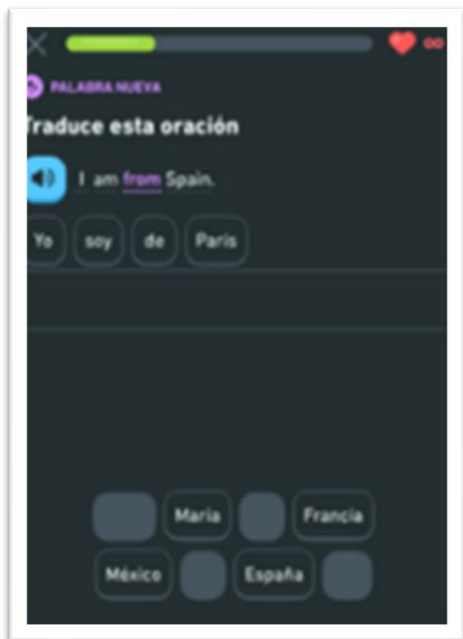 PALABRA NUEVA
Traduce esta oración
I am from Spain.
Yo soy de Paris
Maria Francia
México España